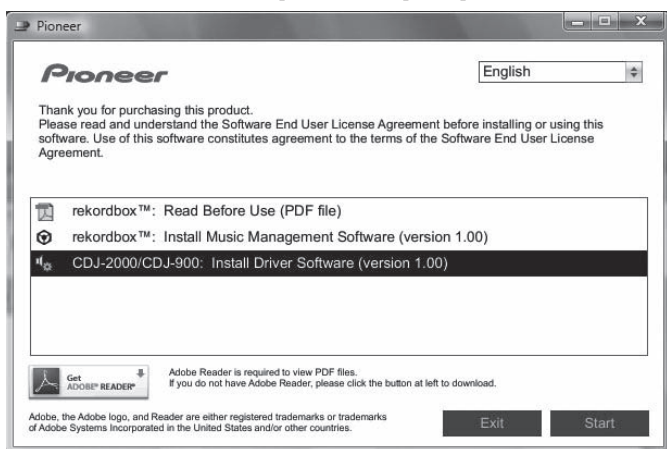 Pioneer
Pioneer
English
Thank you for purchasing this product.
Please read and understand the Software End User License Agreement before installing or using this
software. Use of this software constitutes agreement to the terms of the Software End User License
Agreement.
rekordbox™: Read Before Use (PDF file)
rekordbox™: Install Music Management Software (version 1.00)
CDJ-2000/CDJ-900: Install Driver Software (version 1.00)
Get
ADOBE® READER®
Adobe Reader is required to view PDF files.
If you do not have Adobe Reader, please click the button at left to download.
Adobe, the Adobe logo, and Reader are either registered trademarks or trademarks
of Adobe Systems Incorporated in the United States and/or other countries.
Exit
Start